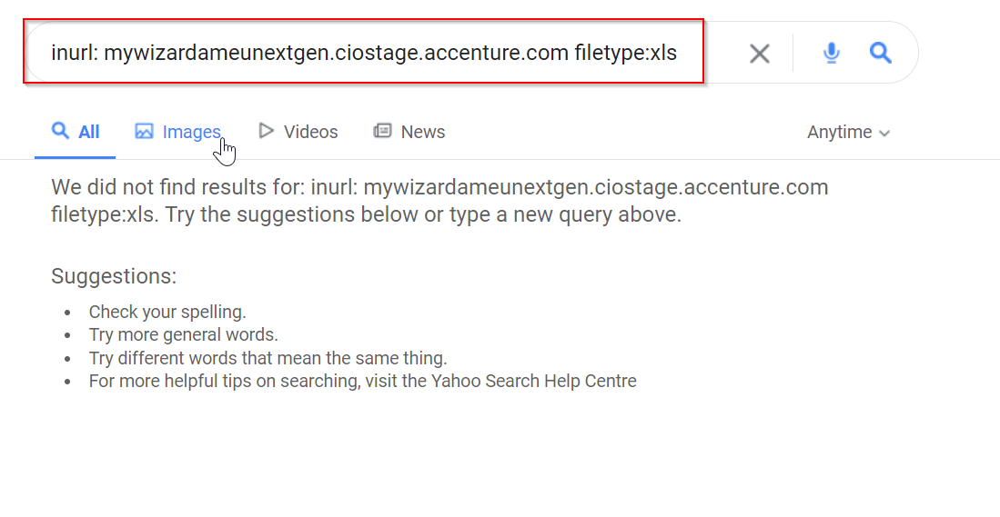 inurl: mywizardameunextgen.ciostage.accenture.com filetype:xls
All
Images
Videos
News
Anytime
We did not find results for: inurl: mywizardameunextgen.ciostage.accenture.com
filetype:xls. Try the suggestions below or type a new query above.
Suggestions:
Check your spelling.
Try more general words.
Try different words that mean the same thing.
For more helpful tips on searching, visit the Yahoo Search Help Centre